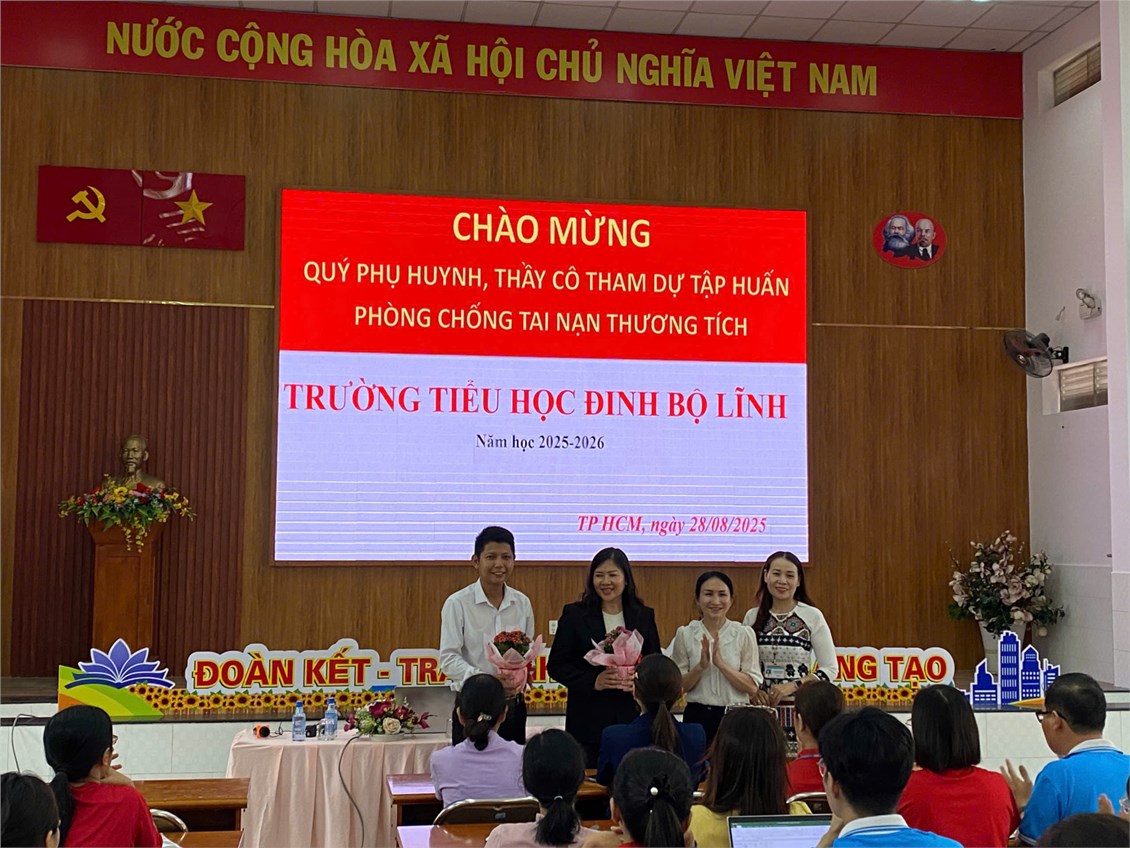 NƯỚC CỘNG HÒA XÃ HỘI CHỦ NGHĨA VIỆT NAM
CHÀO MỪNG
QUÝ PHỤ HUYNH, THẦY CÔ THAM DỰ TẬP HUẤN
PHÒNG CHỐNG TAI NẠN THƯƠNG TÍCH
TRƯỜNG TIỂU HỌC ĐINH BỘ LĨNH
Năm học 2025-2026
TP HCM, ngày 28/08/2025
ĐOÀN KẾT - TẠO